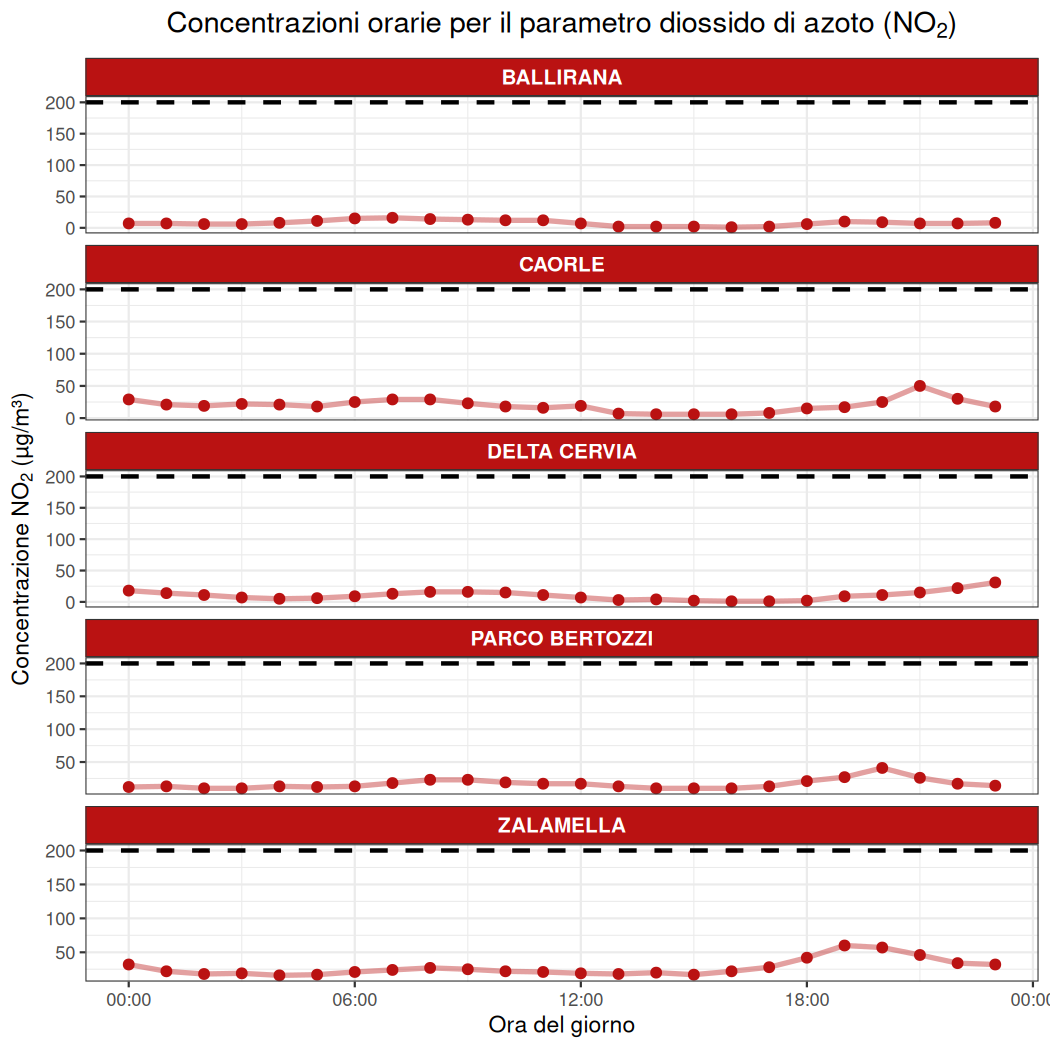 Concentrazioni orarie per il parametro diossido di azoto (NO₂)
Concentrazione NO₂ (µg/m³)
BALLIRANA
200
150
100
50
0
CAORLE
200
150
100
50
0
DELTA CERVIA
200
150
100
50
0
PARCO BERTOZZI
200
150
100
50
ZALAMELLA
200
150
100
50
00:00 06:00 12:00 18:00 00:0
Ora del giorno